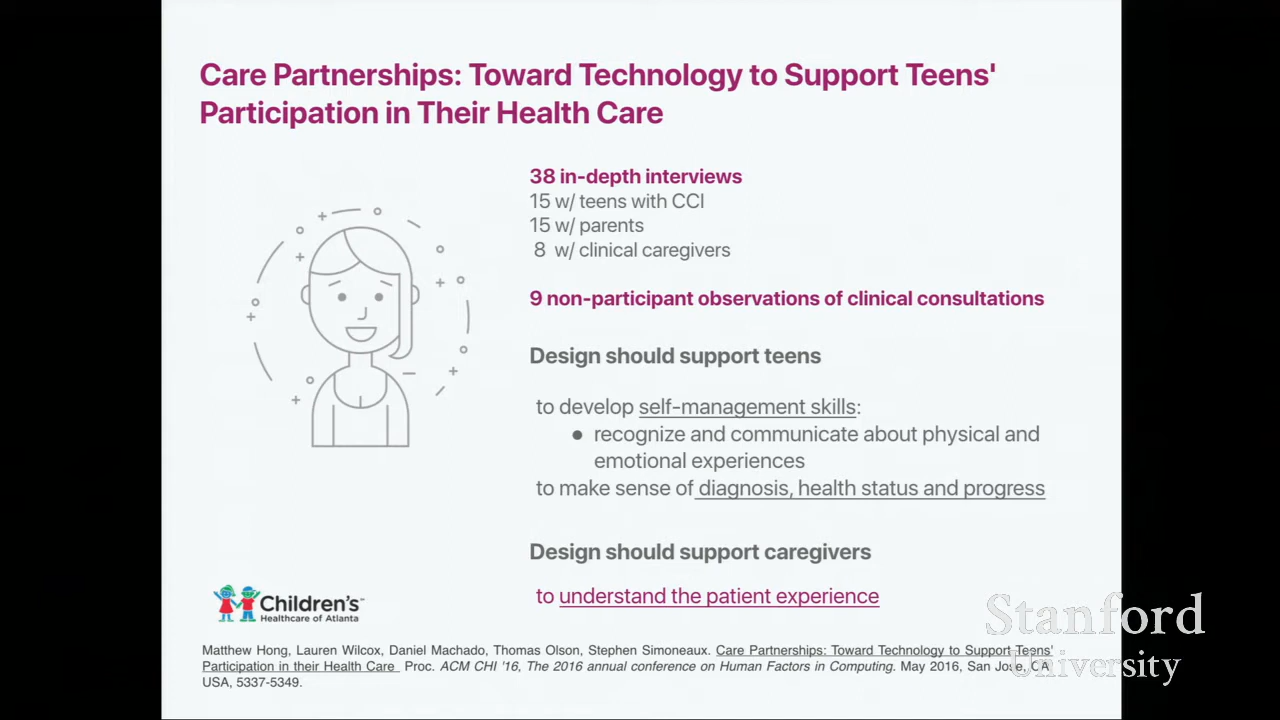 Care Partnerships: Toward Technology to Support Teens'
Participation in Their Health Care
38 in-depth interviews
15 w/ teens with CCI
15 w/ parents
8 w/ clinical caregivers
9 non-participant observations of clinical consultations
Design should support teens
to develop self-management skills:
● recognize and communicate about physical and
emotional experiences
to make sense of diagnosis, health status and progress
Design should support caregivers
to understand the patient experience
Children's™
Healthcare of Atlanta
Matthew Hong, Lauren Wilcox, Daniel Machado, Thomas Olson, Stephen Simoneaux. Care Partnerships: Toward Technology to Support Teens'
Participation in their Health Care Proc. ACM CHI '16, The 2016 annual conference on Human Factors in Computing. May 2016, San Jose, CA
USA, 5337-5349.
Stanford
University